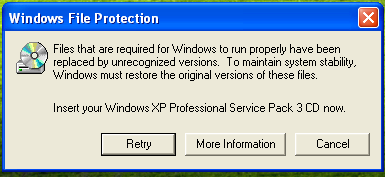 Windows File Protection
Files that are required for Windows to run properly have been
replaced by unrecognized versions.  To maintain system stability,
Windows must restore the original versions of these files.
Insert your Windows XP Professional Service Pack 3 CD now.
Retry
More Information
Cancel